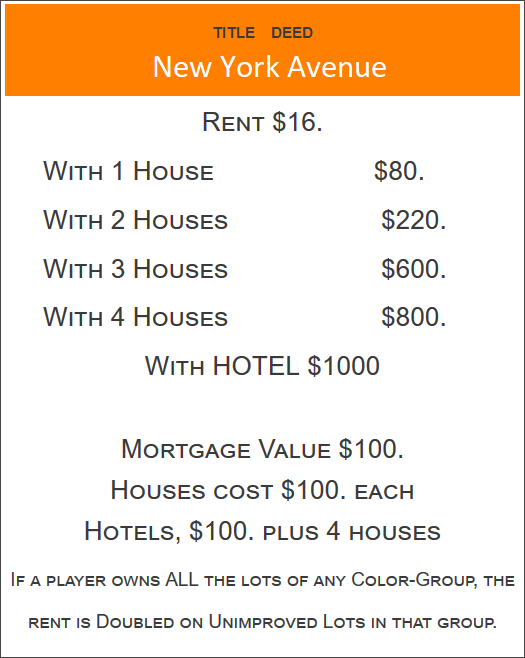 TITLE DEED
New York Avenue
Rent $16.
With 1 House $80.
With 2 Houses $220.
With 3 Houses $600.
With 4 Houses $800.
With HOTEL $1000
Mortgage Value $100.
Houses cost $100. each
Hotels, $100. plus 4 houses
If a player owns ALL the lots of any Color-Group, the
rent is Doubled on Unimproved Lots in that group.